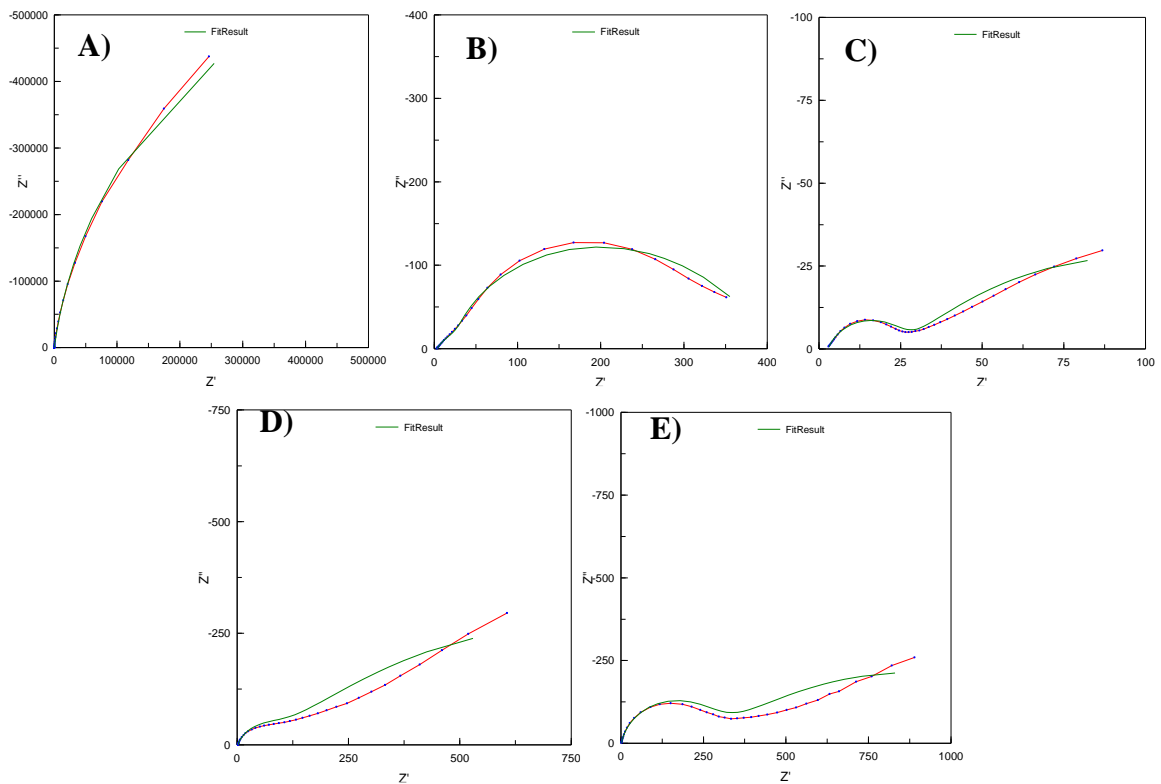 A)
FitResult
-500000
-400000
-300000
-200000
-100000
0
Z''
0
100000
200000
300000
400000
500000
Z'
B)
FitResult
-400
-300
-200
-100
0
Z''
0
100
200
300
400
Z'
C)
FitResult
-100
-75
-50
-25
0
Z''
0
25
50
75
100
Z'
D)
FitResult
-750
-500
-250
0
Z''
0
250
500
750
Z'
E)
FitResult
-1000
-750
-500
-250
0
Z''
0
250
500
750
1000
Z'